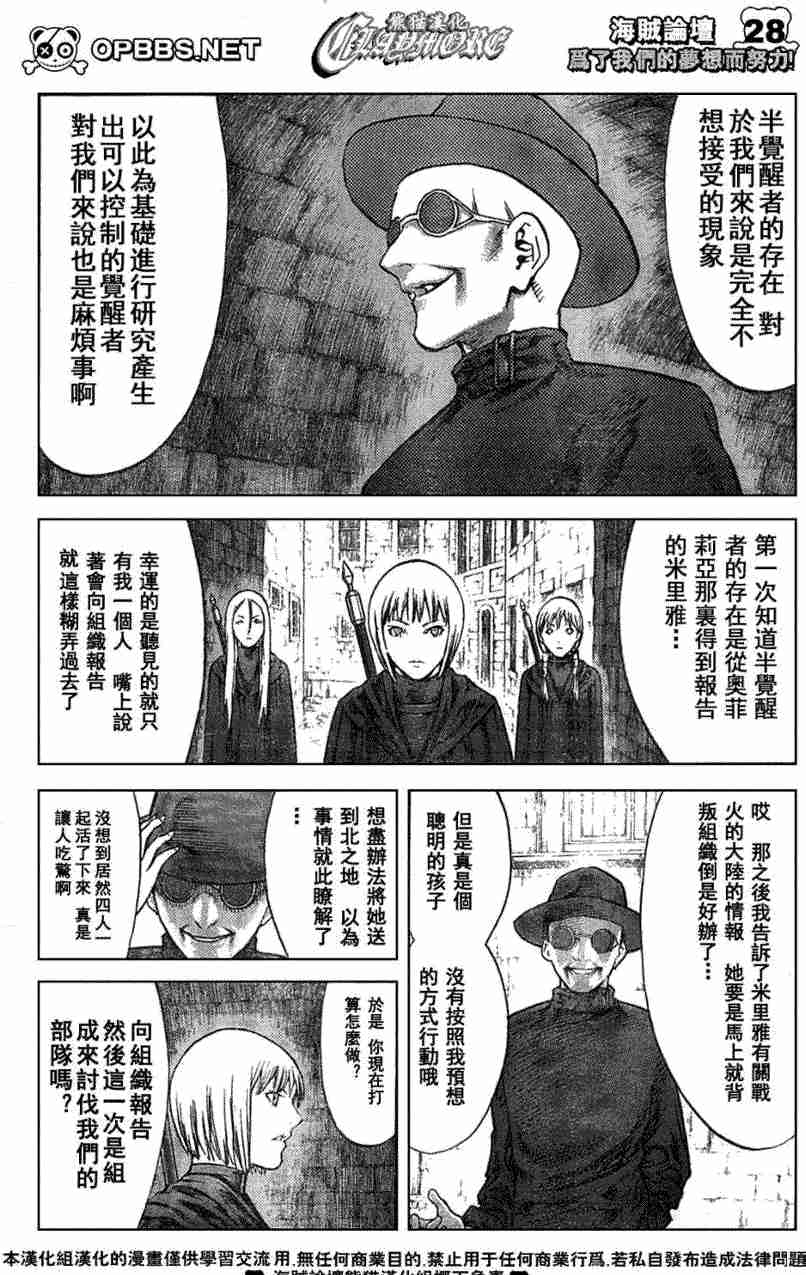 OPBBS.NET
熊猫漢化
CLAYMORE
海賊論壇
爲了我們的夢想而努力!
28
半覺醒者的存在 對
於我們來說是完全不
想接受的現象
以此為基礎進行研究產生
出可以控制的覺醒者
對我們來說也是麻煩事啊
第一次知道半覺醒
者的存在是從奧菲
莉亞那裏得到報告
的米里雅…
幸運的是聽見的就只
有我一個人 嘴上說
著會向組織報告
就這樣糊弄過去了
哎 那之後我告訴了米里雅有關戰
火的大陸的情報 她要是馬上就背
叛組織倒是好辦了…
但是真是個
聰明的孩子
沒有按照我預想
的方式行動哦
想盡辦法將她送
到北之地 以為
事情就此瞭解了
…
沒想到居然四人一
起活了下來 真是
讓人吃驚啊
於是 你現在打
算怎麼做?
向組織報告
然後這一次是組
成來討伐我們的
部隊嗎?
本漢化組漢化的漫畫僅供學習交流用,無任何商業目的,禁止用于任何商業行爲,若私自發布造成法律問題